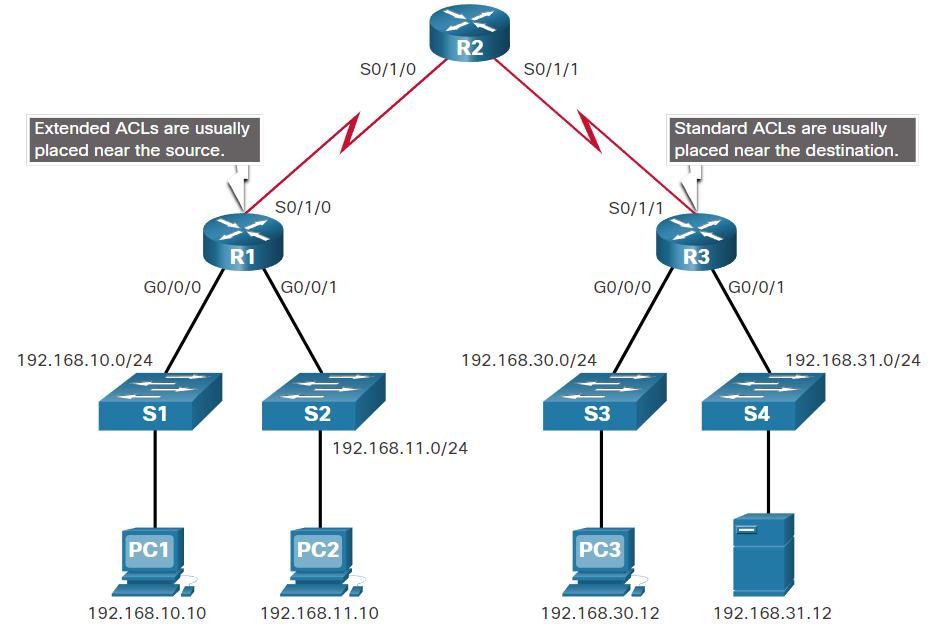 R2
S0/1/0
S0/1/1
Extended ACLs are usually
placed near the source.
Standard ACLs are usually
placed near the destination.
S0/1/0
S0/1/1
R1
R3
G0/0/0
G0/0/1
G0/0/0
G0/0/1
192.168.10.0/24
192.168.30.0/24
192.168.31.0/24
S1
S2
S3
S4
192.168.11.0/24
PC1
PC2
PC3
192.168.10.10
192.168.11.10
192.168.30.12
192.168.31.12